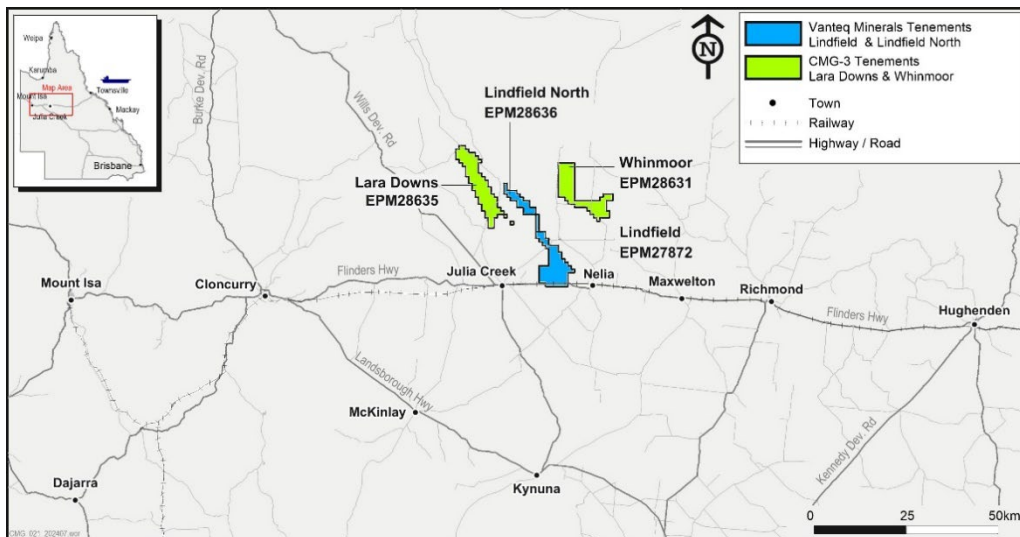 Weipa
Karumba
Map Area
Mount Isa
Townsville
Julia Creek
Mackay
Brisbane
Burke Dev. Rd
Wills Dev. Rd
N
Vanteq Minerals Tenements
Lindfield & Lindfield North
CMG-3 Tenements
Lara Downs & Whinmoor
Town
Railway
Highway / Road
Lindfield North
EPM28636
Lara Downs
EPM28635
Whinmoor
EPM28631
Lindfield
EPM27872
Mount Isa
Cloncurry
Flinders Hwy
Julia Creek
Nelia
Maxwelton
Richmond
Flinders Hwy
Hughenden
Landsborough Hwy
McKinlay
Kynuna
Kennedy Dev. Rd
Dajarra
0 25 50km
CMG_021_202407.wor